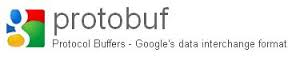 protobuf
Protocol Buffers - Google's data interchange format